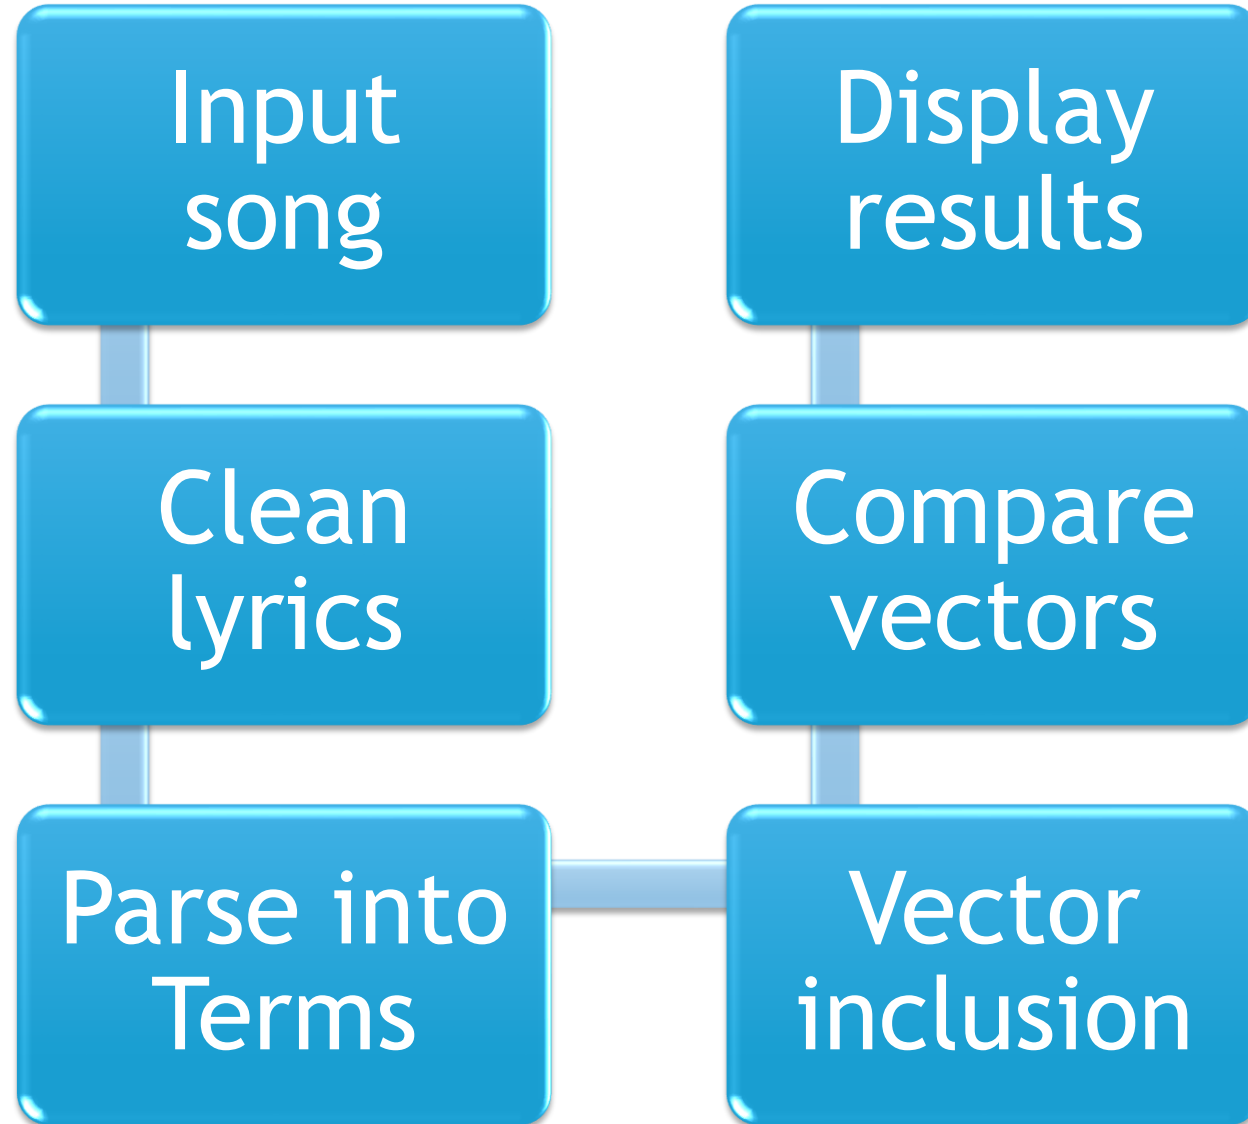 Input
song
Clean
lyrics
Parse into
Terms
Vector
inclusion
Compare
vectors
Display
results